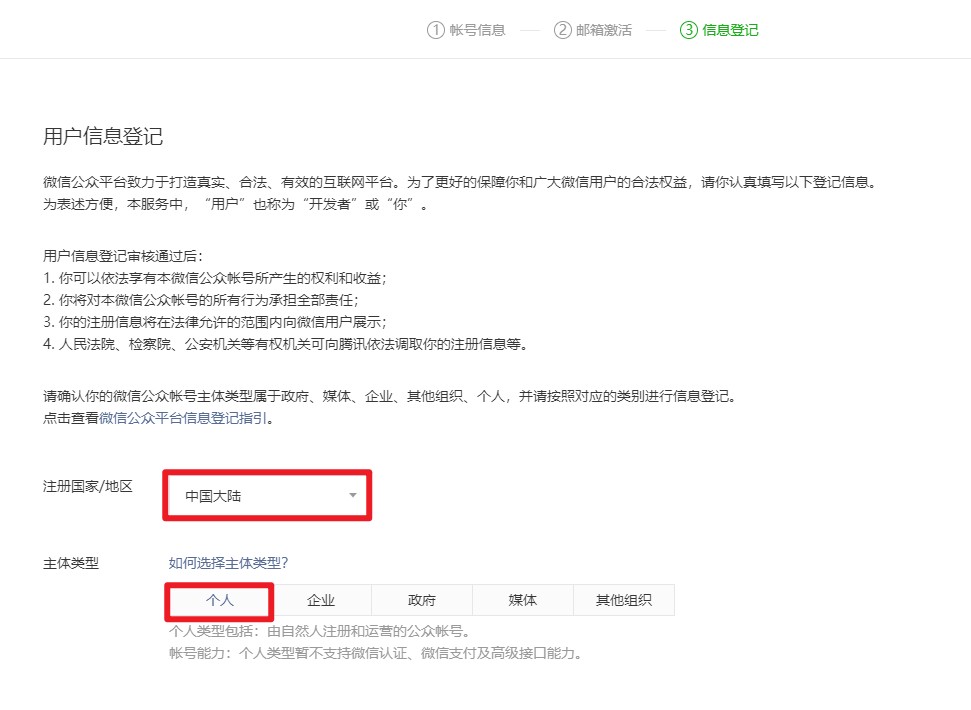 ① 帐号信息 ② 邮箱激活 ③ 信息登记
用户信息登记
微信公众平台致力于打造真实、合法、有效的互联网平台。为了更好的保障你和广大微信用户的合法权益，请你认真填写以下登记信息。
为表述方便，本服务中，“用户”也称为“开发者”或“你”。
用户信息登记审核通过后：
1. 你可以依法享有本微信公众帐号所产生的权利和收益；
2. 你将对本微信公众帐号的所有行为承担全部责任；
3. 你的注册信息将在法律允许的范围内向微信用户展示；
4. 人民法院、检察院、公安机关等有权机关可向腾讯依法调取你的注册信息等。
请确认你的微信公众帐号主体类型属于政府、媒体、企业、其他组织、个人，并请按照对应的类别进行信息登记。
点击查看微信公众平台信息登记指引。
注册国家/地区 中国大陆
主体类型 如何选择主体类型?
个人 企业 政府 媒体 其他组织
个人类型包括：由自然人注册和运营的公众帐号。
帐号能力：个人类型暂不支持微信认证、微信支付及高级接口能力。